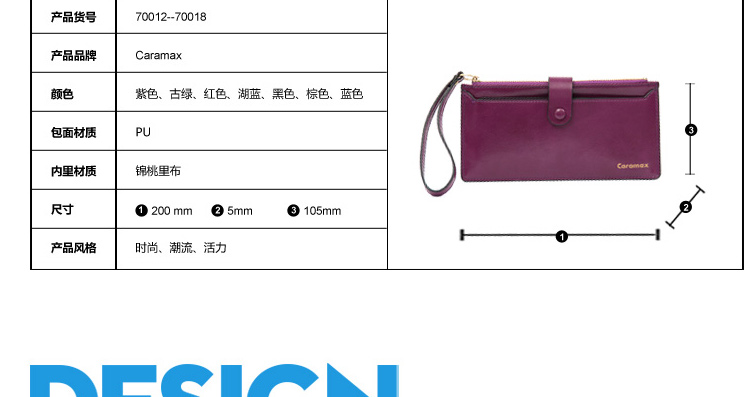 产品货号 70012--70018
产品品牌 Caramax
颜色 紫色、古绿、红色、湖蓝、黑色、棕色、蓝色
包面材质 PU
内里材质 锦桃里布
尺寸 ❶ 200 mm ❷ 5mm ❸ 105mm
产品风格 时尚、潮流、活力
Caramax
❸
❷
❶
DESIGN